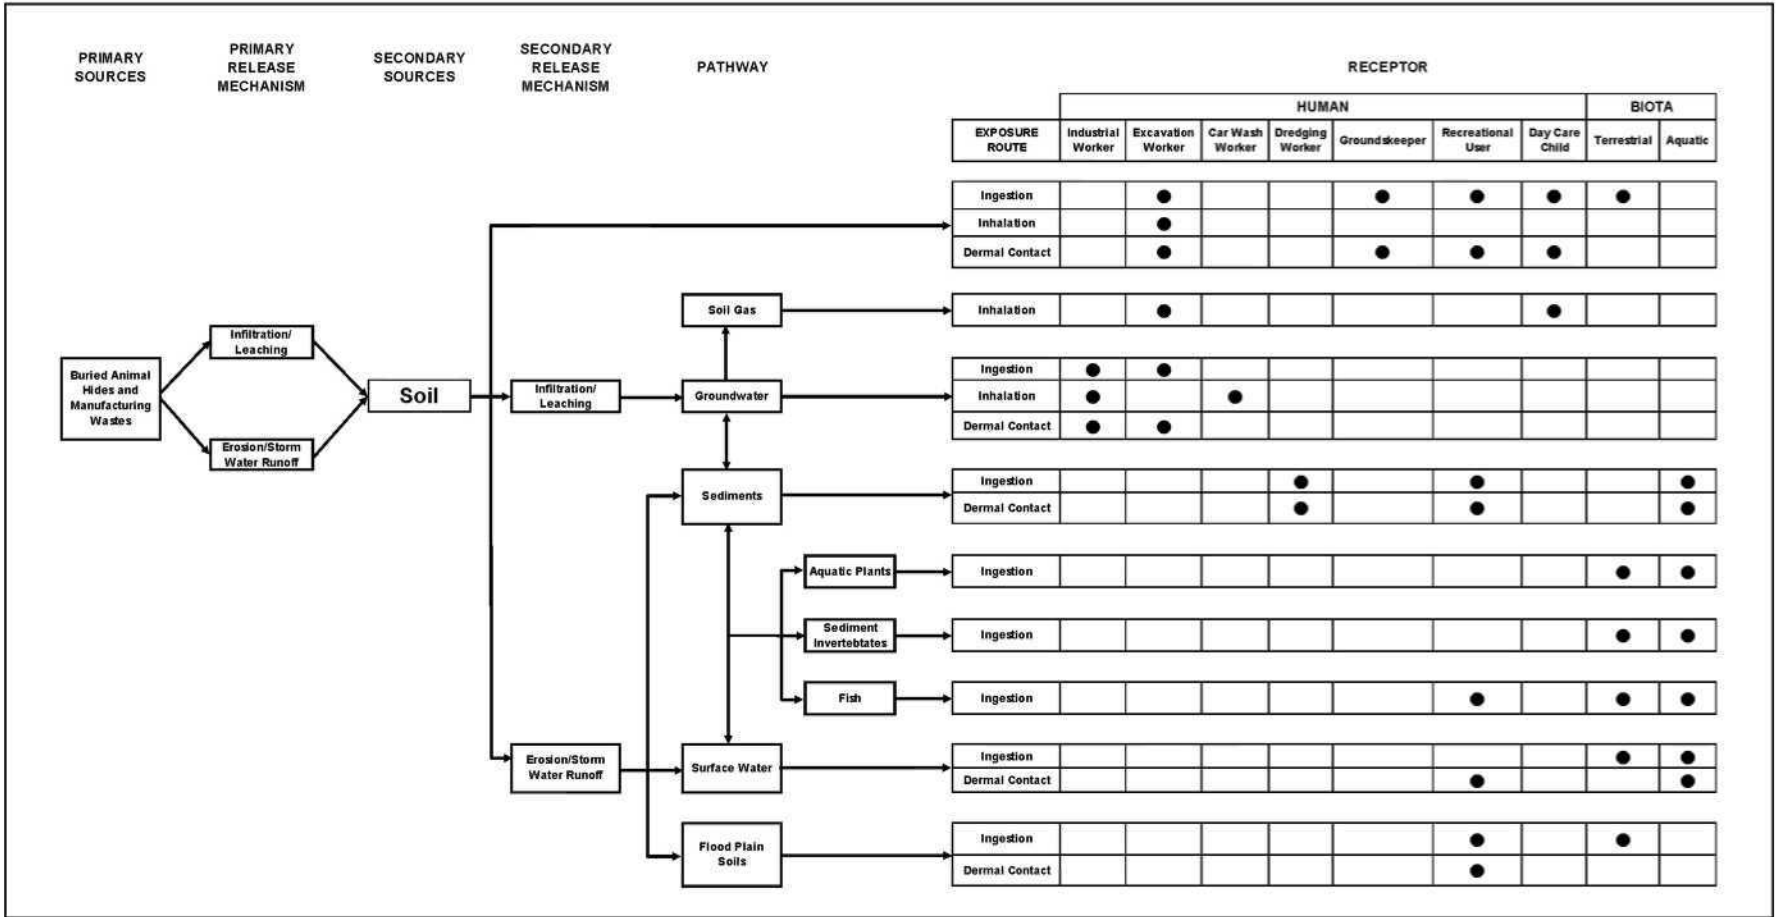 PRIMARY
SOURCES
PRIMARY
RELEASE
MECHANISM
SECONDARY
SOURCES
SECONDARY
RELEASE
MECHANISM
PATHWAY
RECEPTOR
HUMAN
BIOTA
EXPOSURE
ROUTE
Industrial
Worker
Excavation
Worker
Car Wash
Worker
Dredging
Worker
Groundskeeper
Recreational
User
Day Care
Child
Terrestrial
Aquatic
Ingestion
Inhalation
Dermal Contact
Soil Gas
Inhalation
Infiltration/
Leaching
Buried Animal
Hides and
Manufacturing
Wastes
Soil
Infiltration/
Leaching
Groundwater
Ingestion
Inhalation
Dermal Contact
Erosion/Storm
Water Runoff
Sediments
Ingestion
Dermal Contact
Aquatic Plants
Ingestion
Sediment
Invertebtates
Ingestion
Fish
Ingestion
Erosion/Storm
Water Runoff
Surface Water
Ingestion
Dermal Contact
Flood Plain
Soils
Ingestion
Dermal Contact